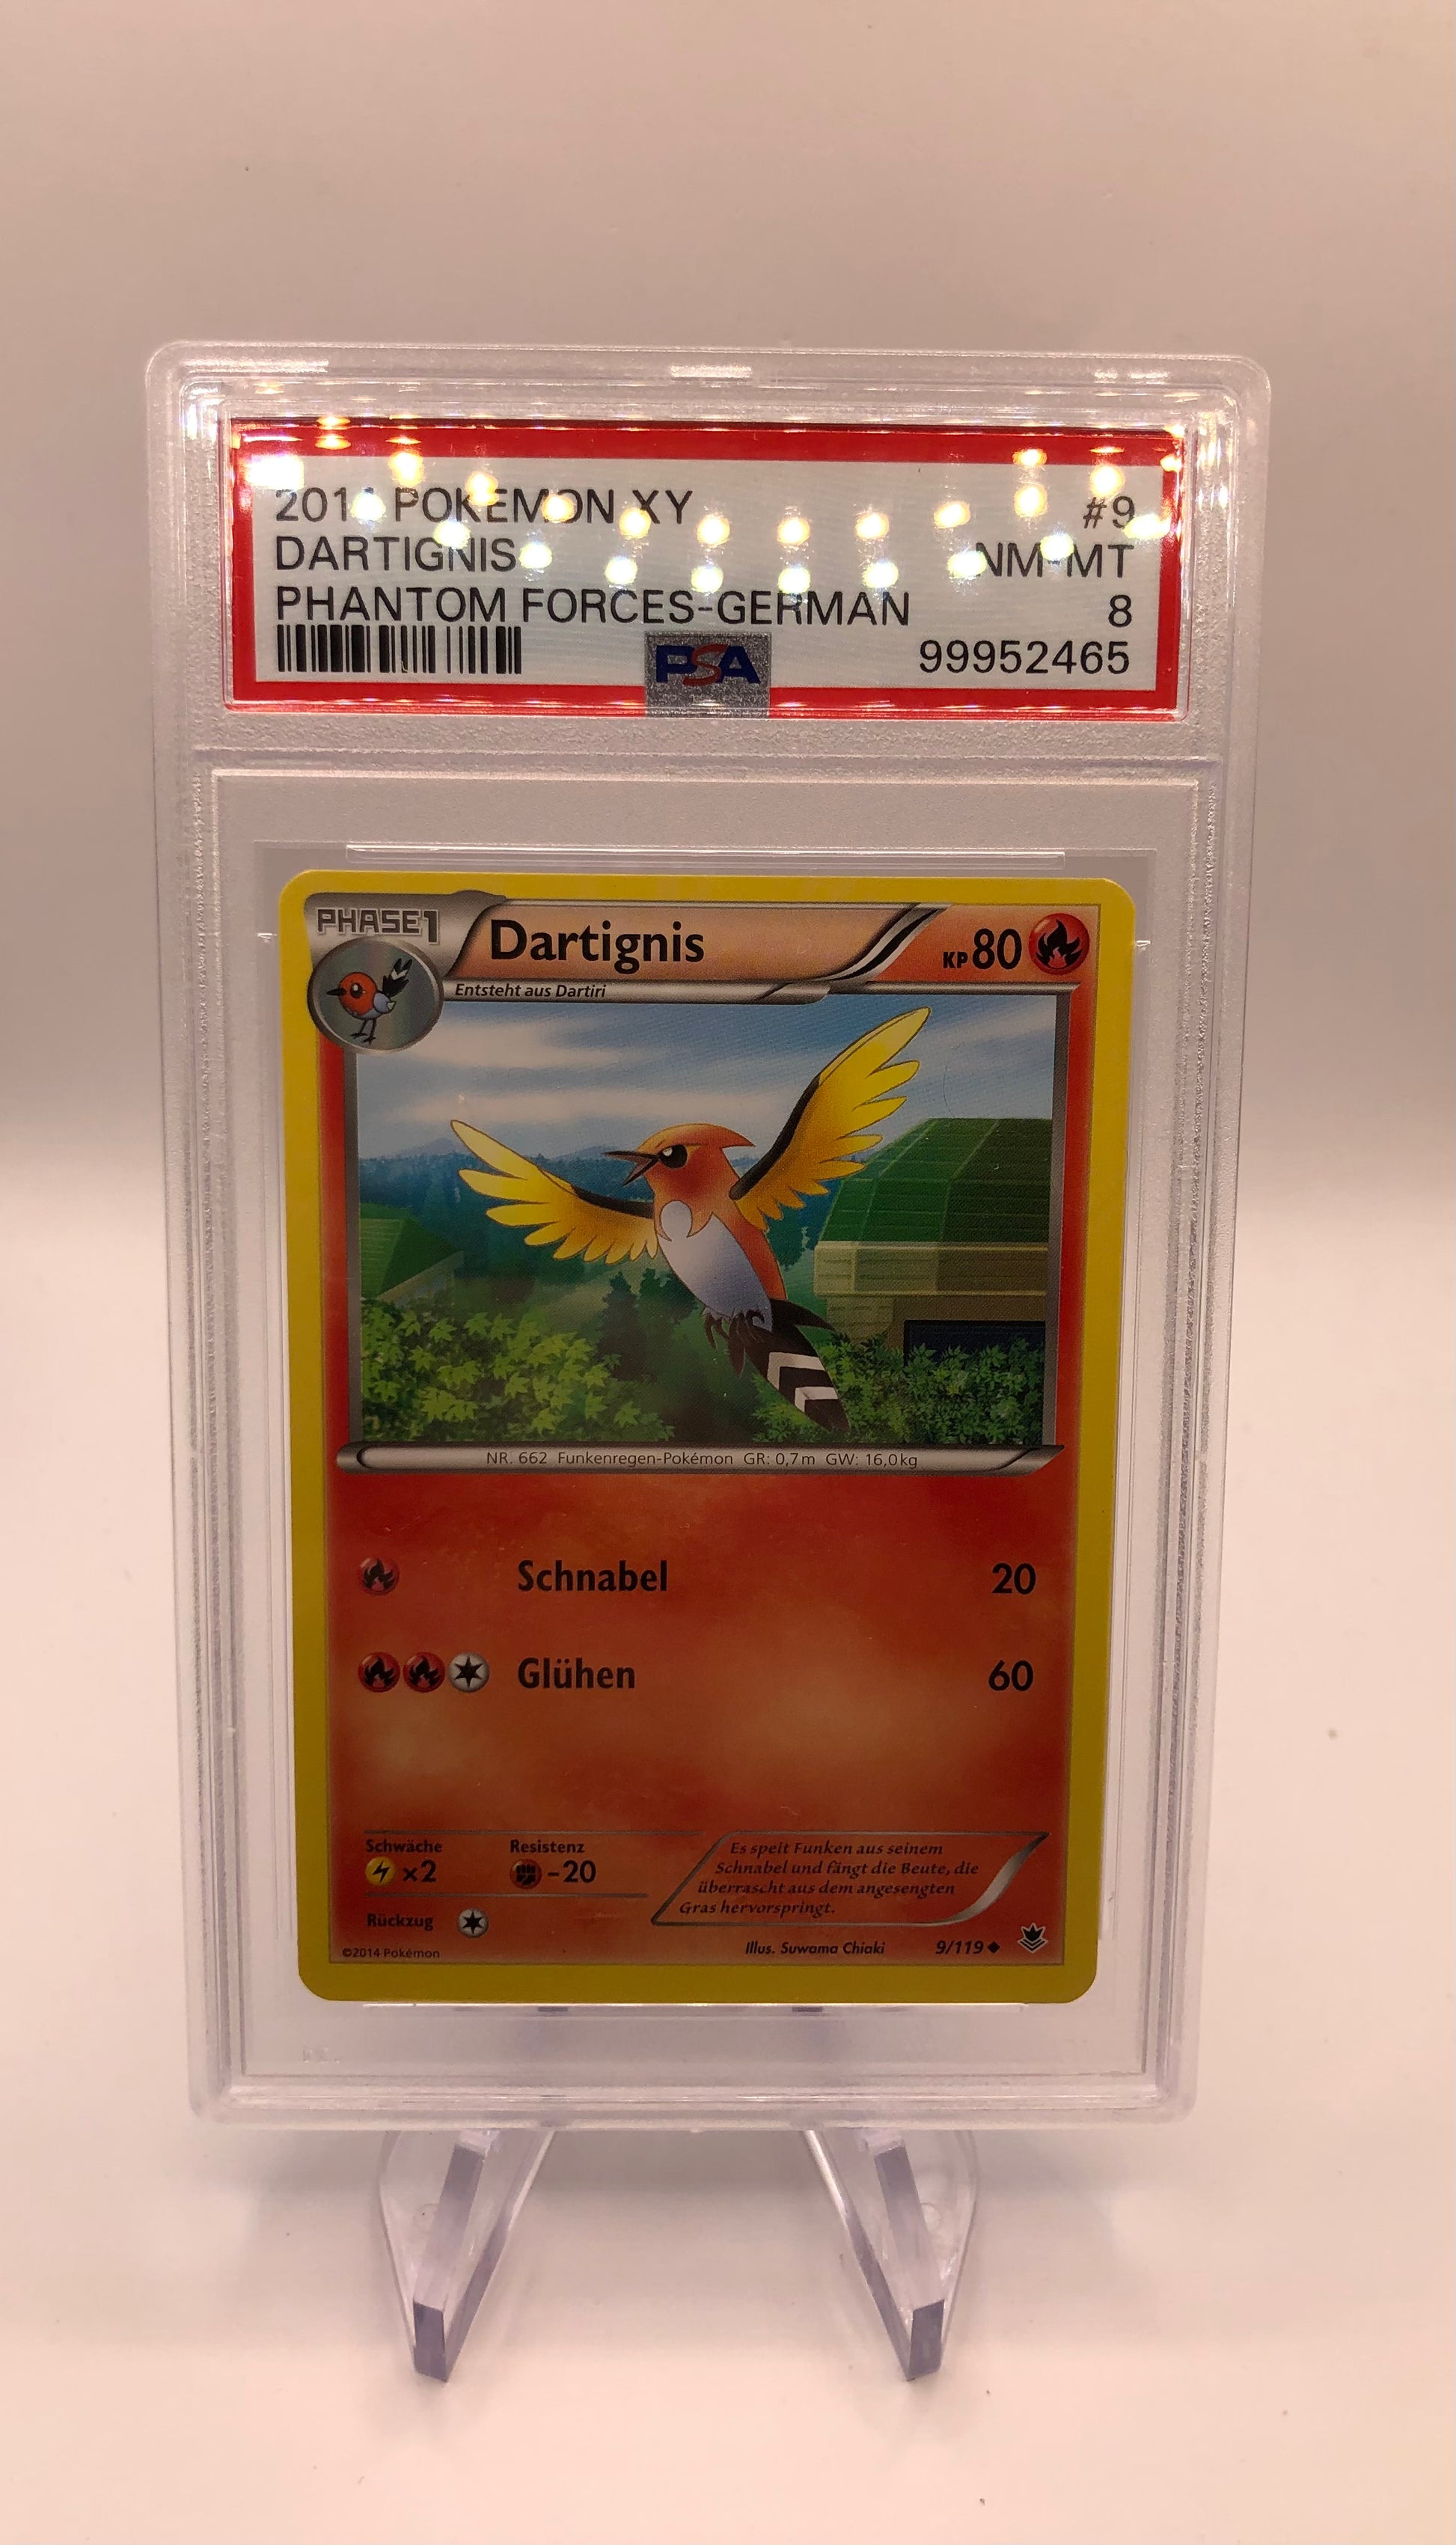 2014 POKEMON XY #9
DARTIGNIS NM-MT
PHANTOM FORCES-GERMAN 8
PSA 99952465
PHASE 1 Dartignis KP 80
Entsteht aus Dartiri
NR. 662 Funkenregen-Pokémon GR: 0,7m GW: 16,0kg
Schnabel 20
Glühen 60
Schwäche Resistenz
×2 -20
Rückzug
Es speit Funken aus seinem
Schnabel und fängt die Beute, die
überrascht aus dem angesengten
Gras hervorspringt.
©2014 Pokémon Illus. Suwama Chiaki 9/119